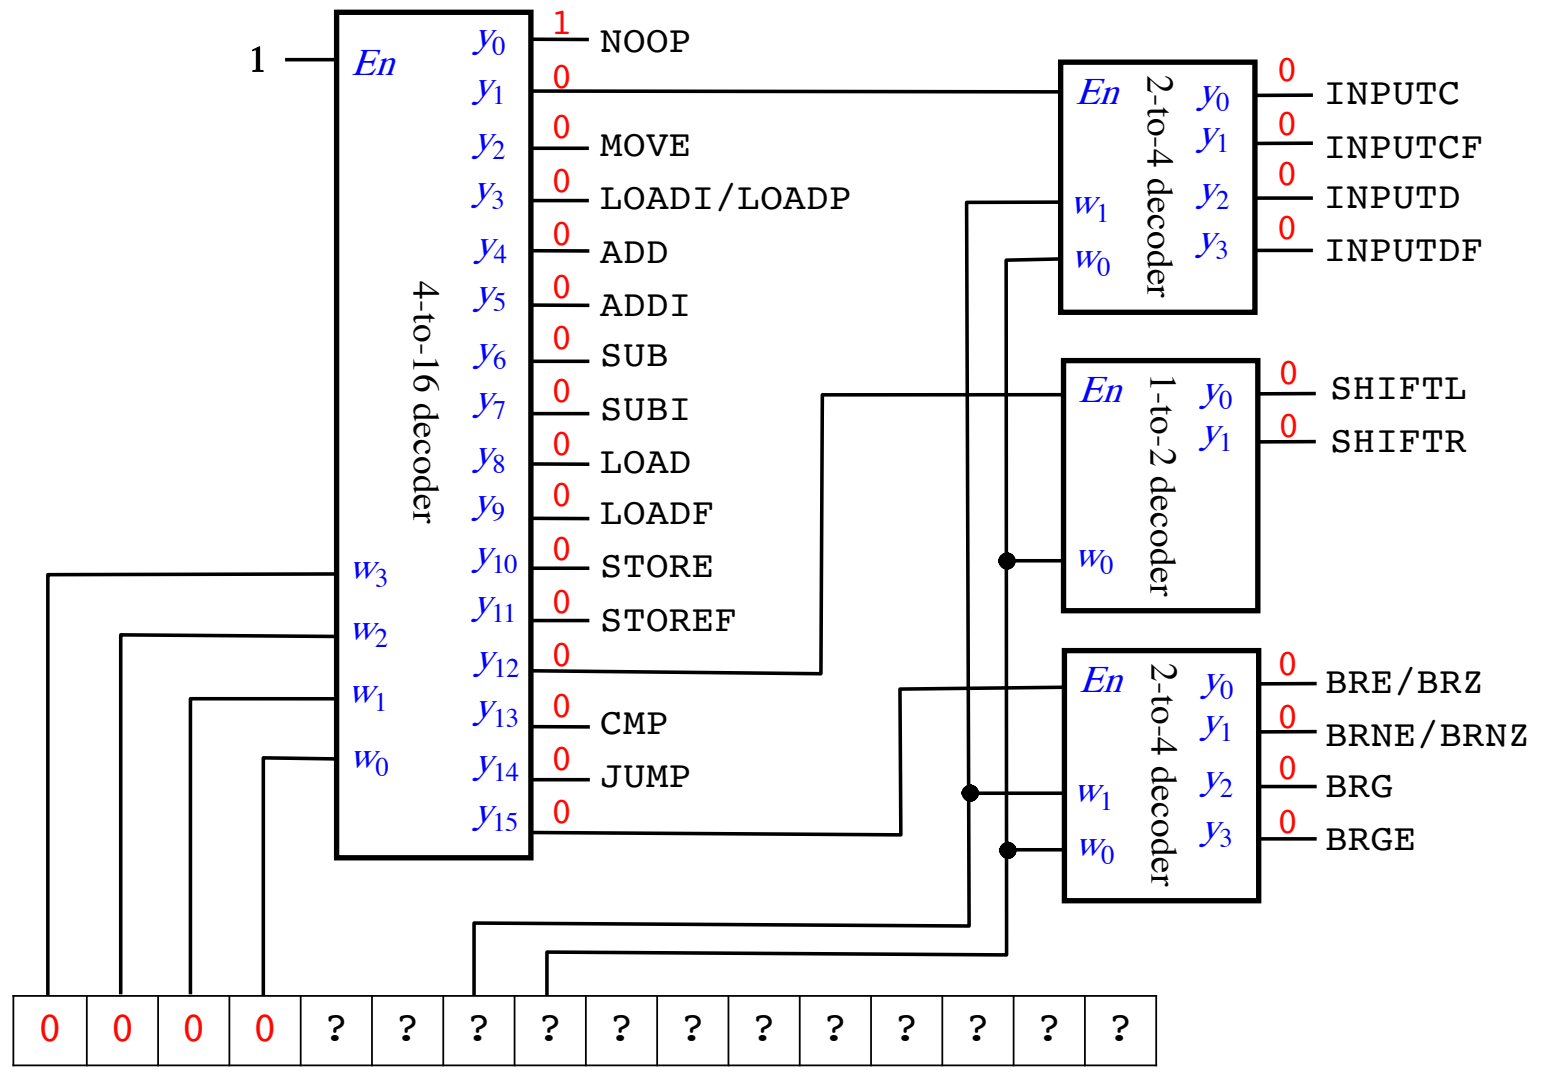 1 En
4-to-16 decoder
w3
w2
w1
w0
y0 1 NOOP
y1 0
y2 0 MOVE
y3 0 LOADI/LOADP
y4 0 ADD
y5 0 ADDI
y6 0 SUB
y7 0 SUBI
y8 0 LOAD
y9 0 LOADF
y10 0 STORE
y11 0 STOREF
y12 0
y13 0 CMP
y14 0 JUMP
y15 0
En
2-to-4 decoder
w1
w0
y0 0 INPUTC
y1 0 INPUTCF
y2 0 INPUTD
y3 0 INPUTDF
En
1-to-2 decoder
w0
y0 0 SHIFTL
y1 0 SHIFTR
En
2-to-4 decoder
w1
w0
y0 0 BRE/BRZ
y1 0 BRNE/BRNZ
y2 0 BRG
y3 0 BRGE
0 0 0 0 ? ? ? ? ? ? ? ? ? ? ? ?